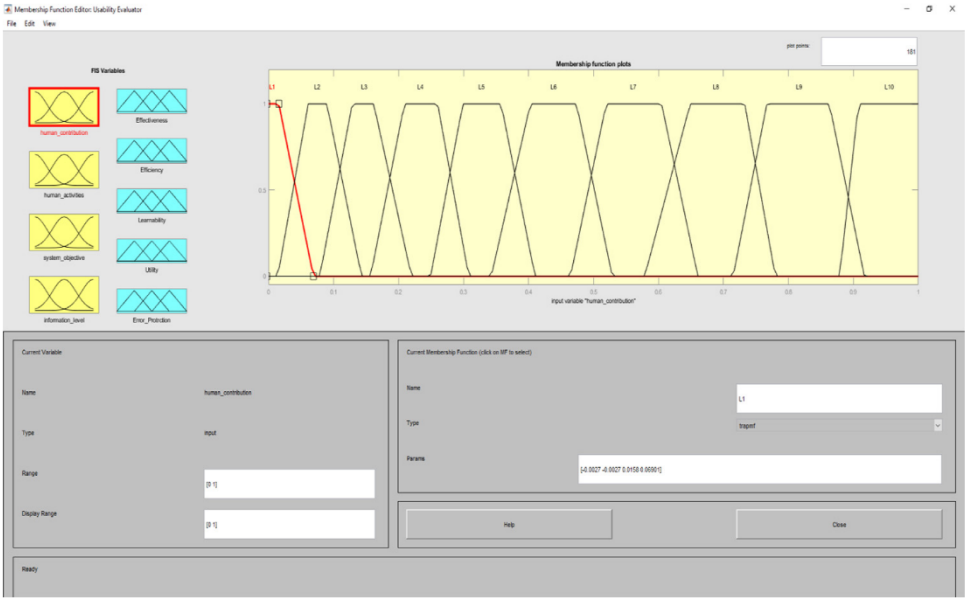 Membership Function Editor: Usability Evaluator
File Edit View
FIS Variables
human_contribution
human_activities
system_objective
information_level
Effectiveness
Efficiency
Learnability
Utility
plot points:
181
Membership function plots
L1 L2 L3 L4 L5 L6 L7 L8 L9 L10
1
0.5
0
0 0.1 0.2 0.3 0.4 0.5 0.6 0.7 0.8 0.9 1
input variable "human_contribution"
Current Variable
Name human_contribution
Type input
Range [0 1]
Display Range [0 1]
Current Membership Function (click on MF to select)
Name L1
Type trapmf
Params [-0.0027 -0.0027 0.0158 0.06901]
Help Close
Ready